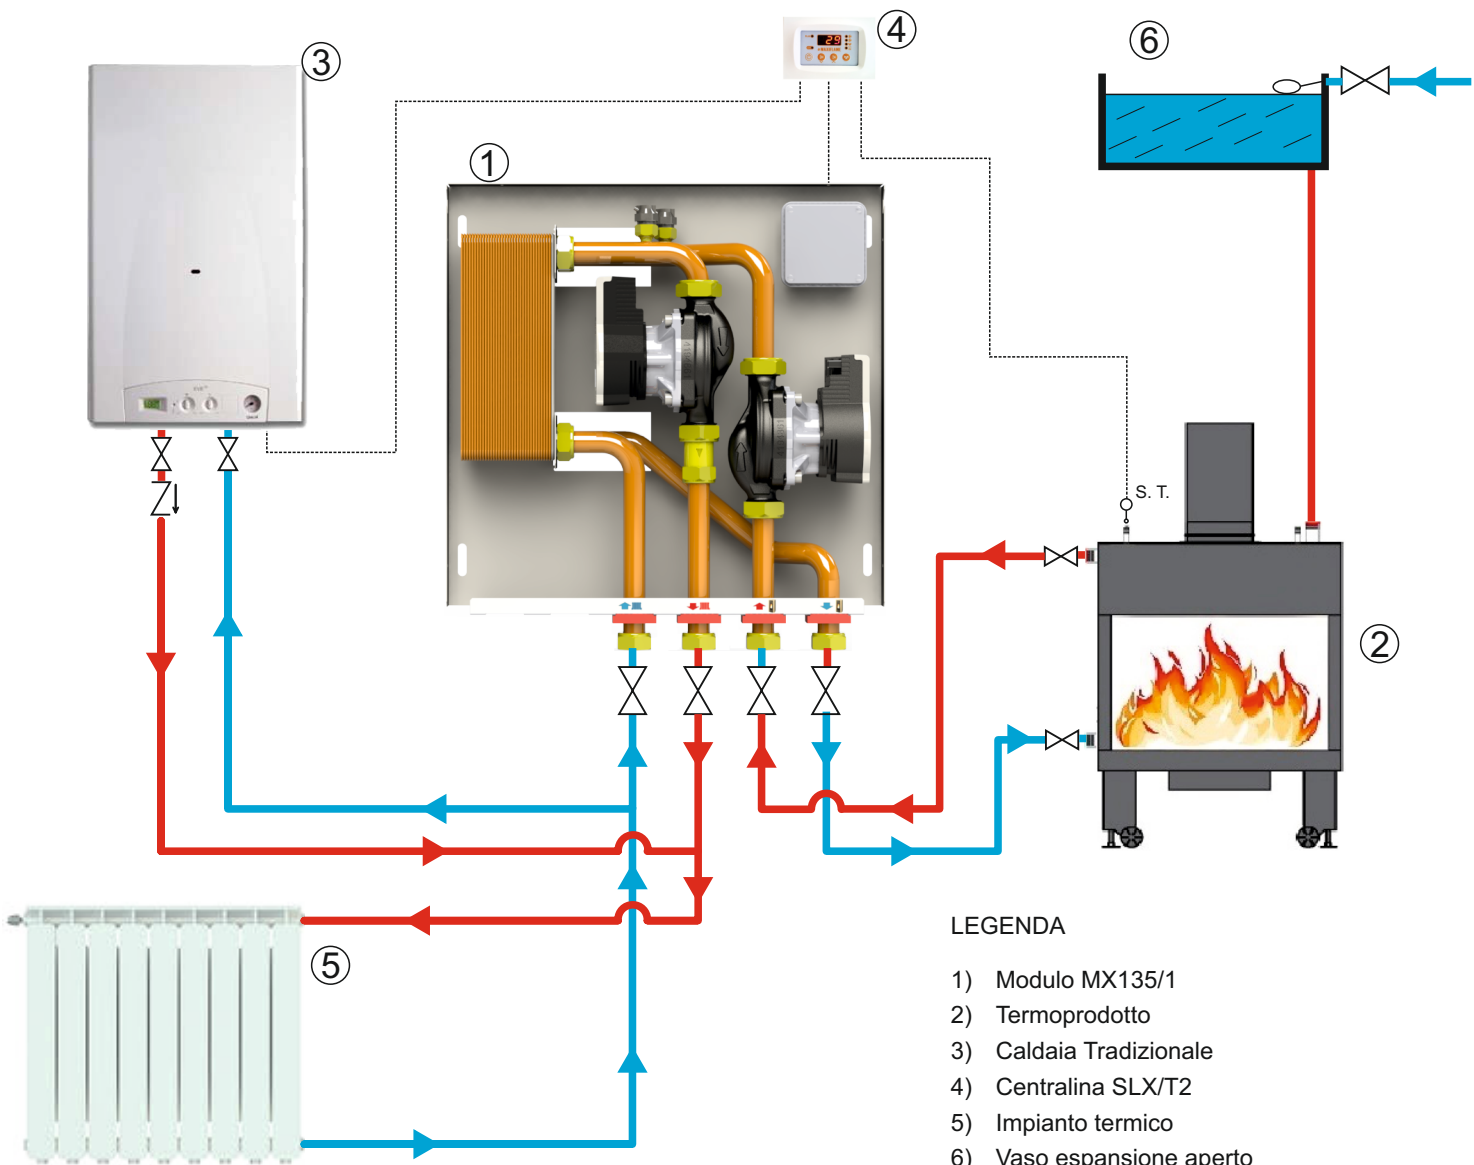 3
4
29
6
1
S. T.
2
5
LEGENDA
1) Modulo MX135/1
2) Termoprodotto
3) Caldaia Tradizionale
4) Centralina SLX/T2
5) Impianto termico
6) Vaso espansione aperto